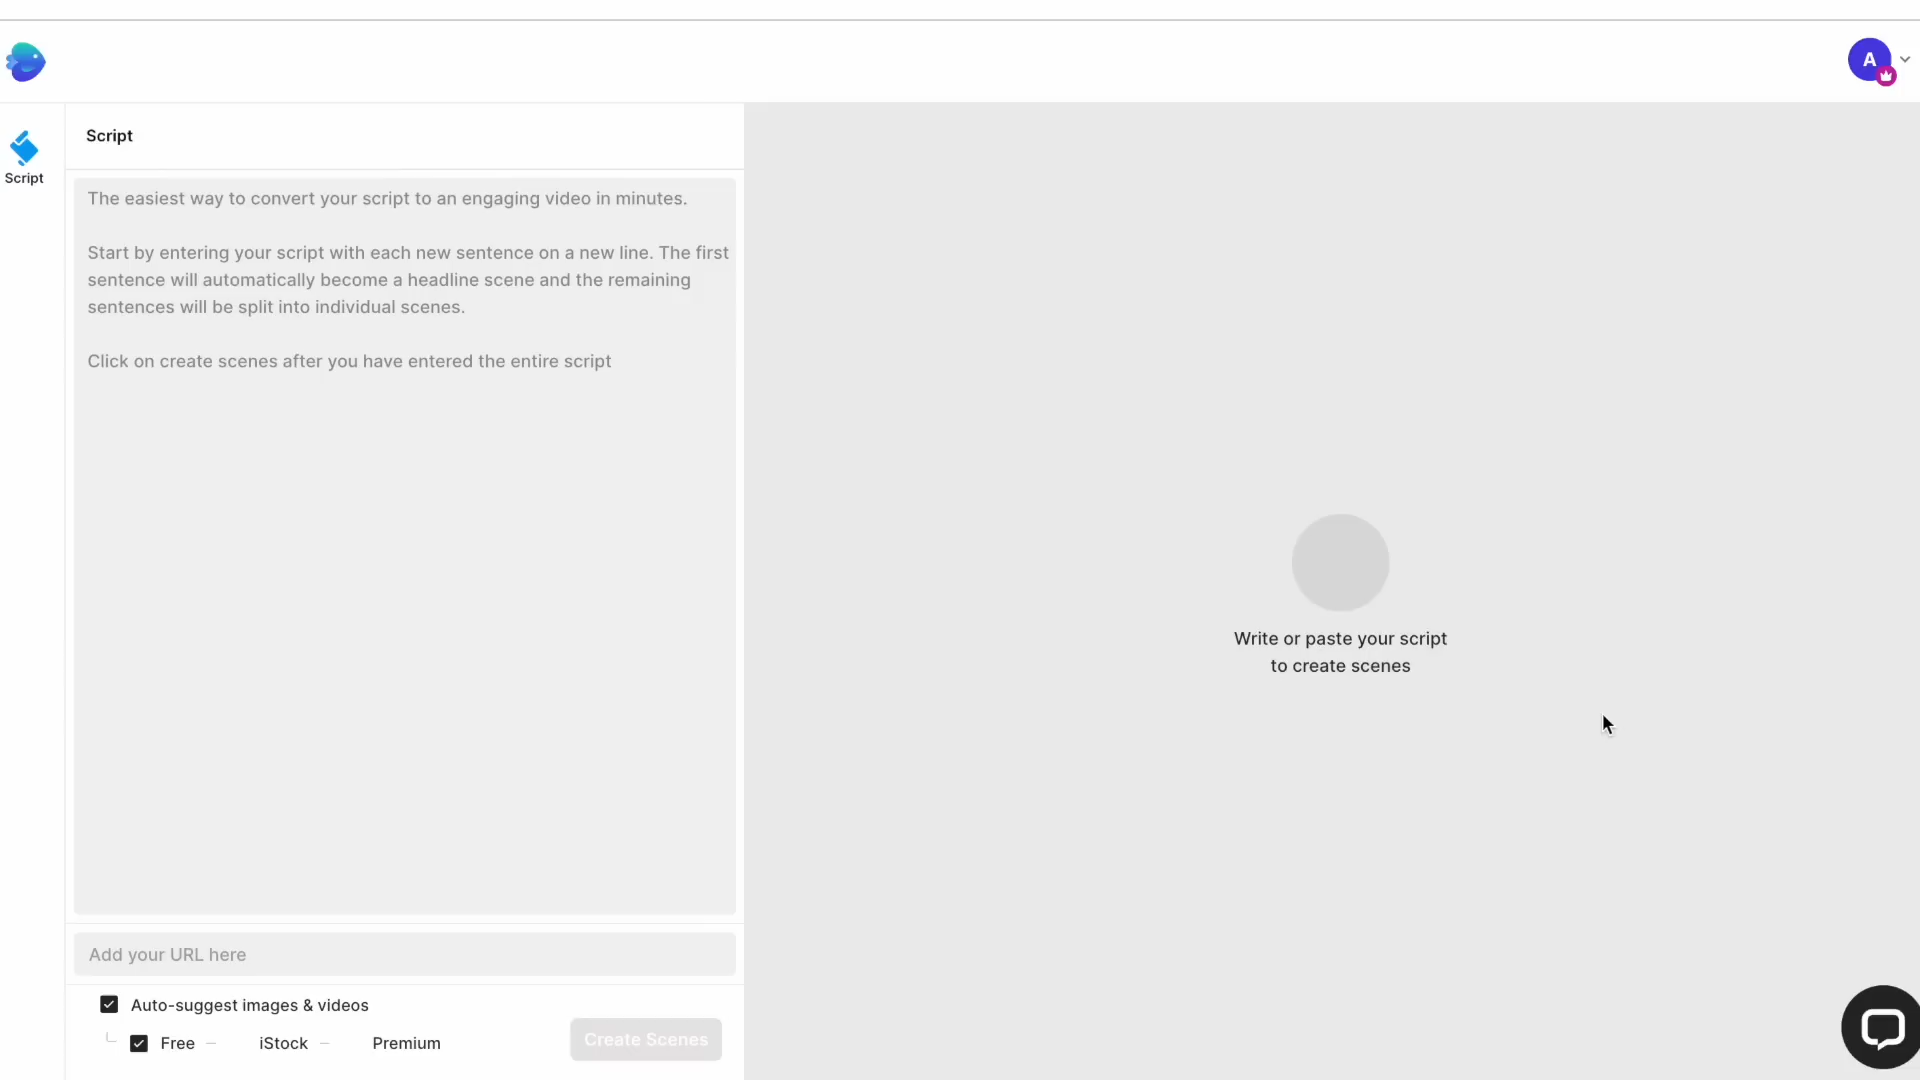 A
Script
Script
The easiest way to convert your script to an engaging video in minutes.
Start by entering your script with each new sentence on a new line. The first
sentence will automatically become a headline scene and the remaining
sentences will be split into individual scenes.
Click on create scenes after you have entered the entire script
Write or paste your script
to create scenes
Add your URL here
Auto-suggest images & videos
Free iStock Premium
Create Scenes